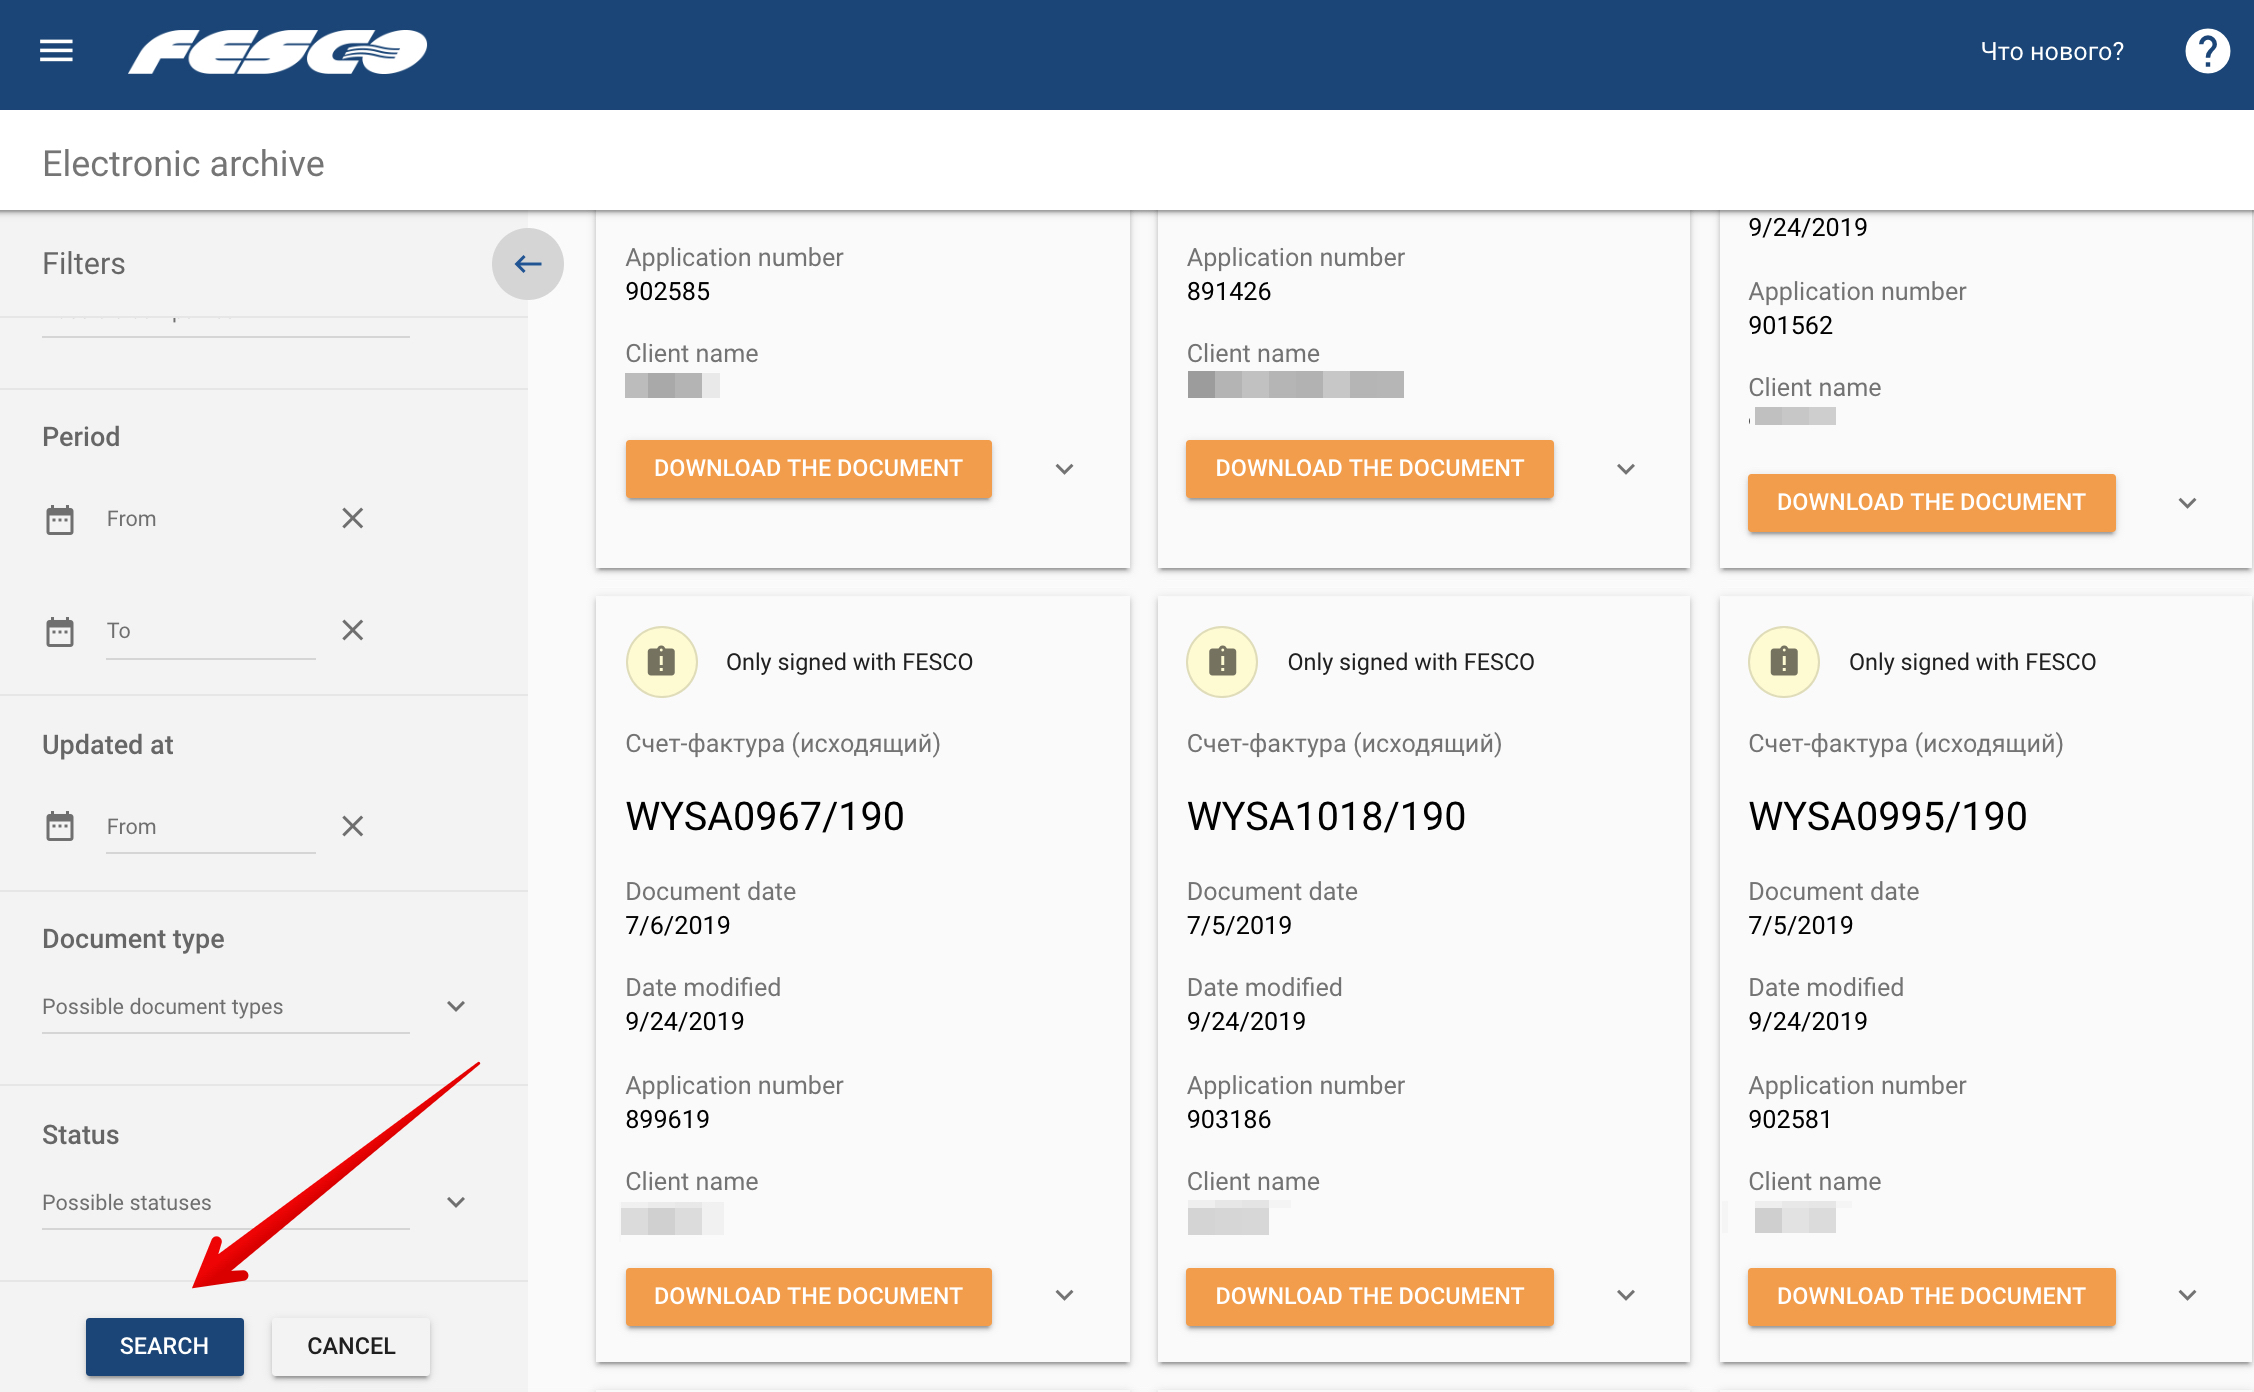 FESCO
Что нового?
Electronic archive
Filters
Period
From
To
Updated at
From
Document type
Possible document types
Status
Possible statuses
SEARCH
CANCEL
Application number
902585
Client name
DOWNLOAD THE DOCUMENT
Application number
891426
Client name
DOWNLOAD THE DOCUMENT
9/24/2019
Application number
901562
Client name
DOWNLOAD THE DOCUMENT
Only signed with FESCO
Счет-фактура (исходящий)
WYSA0967/190
Document date
7/6/2019
Date modified
9/24/2019
Application number
899619
Client name
DOWNLOAD THE DOCUMENT
Only signed with FESCO
Счет-фактура (исходящий)
WYSA1018/190
Document date
7/5/2019
Date modified
9/24/2019
Application number
903186
Client name
DOWNLOAD THE DOCUMENT
Only signed with FESCO
Счет-фактура (исходящий)
WYSA0995/190
Document date
7/5/2019
Date modified
9/24/2019
Application number
902581
Client name
DOWNLOAD THE DOCUMENT